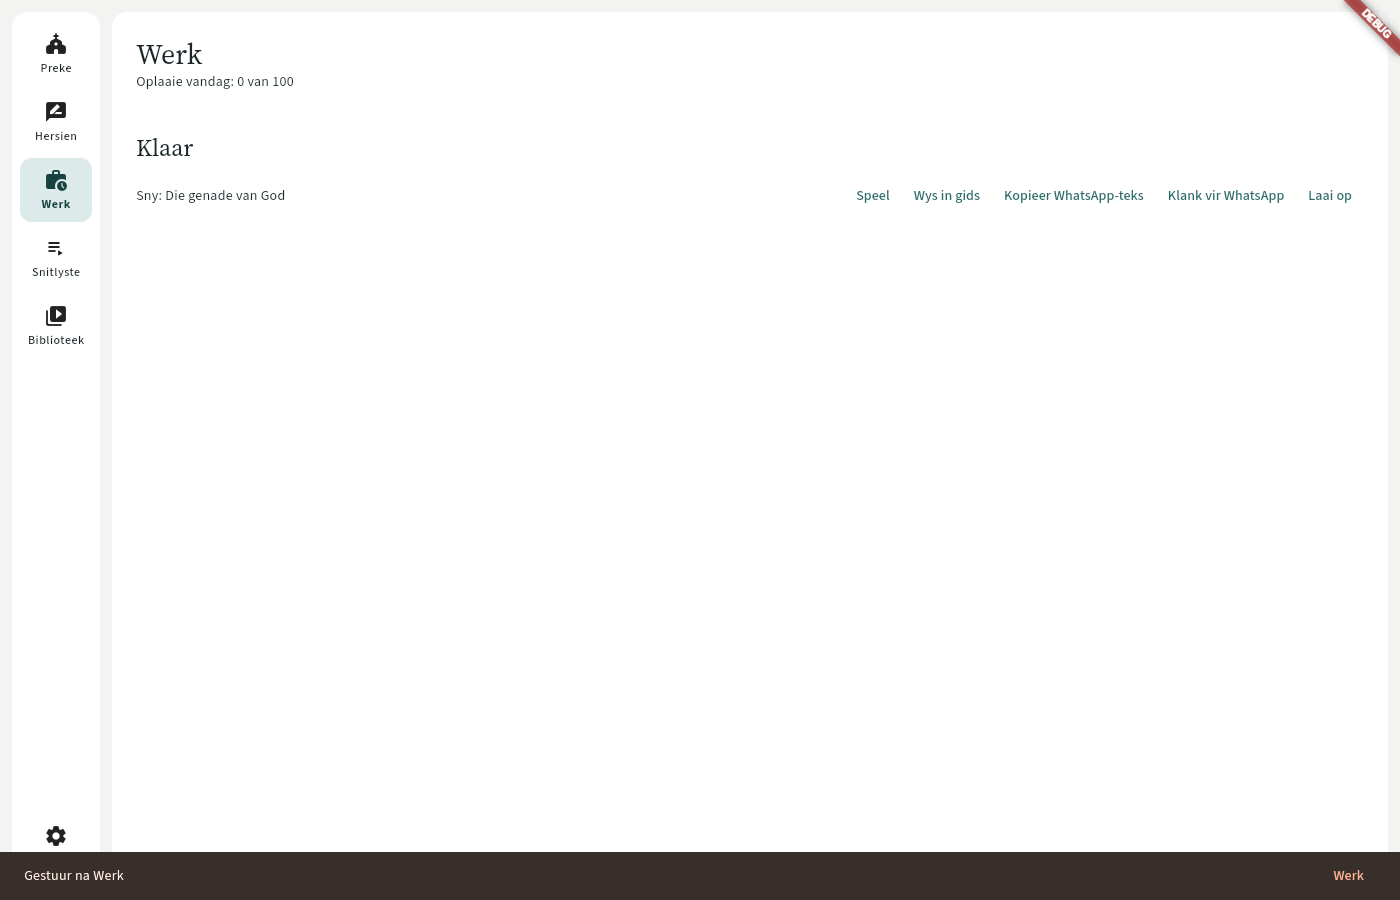 DEBUG
Preke
Hersien
Werk
Snitlyste
Biblioteek
Werk
Oplaaie vandag: 0 van 100
Klaar
Sny: Die genade van God
Speel
Wys in gids
Kopieer WhatsApp-teks
Klank vir WhatsApp
Laai op
Gestuur na Werk
Werk